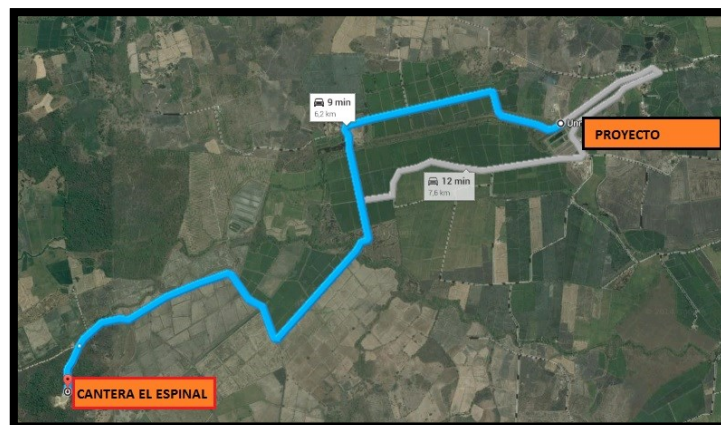 9 min
6,2 km
PROYECTO
12 min
7,6 km
CANTERA EL ESPINAL